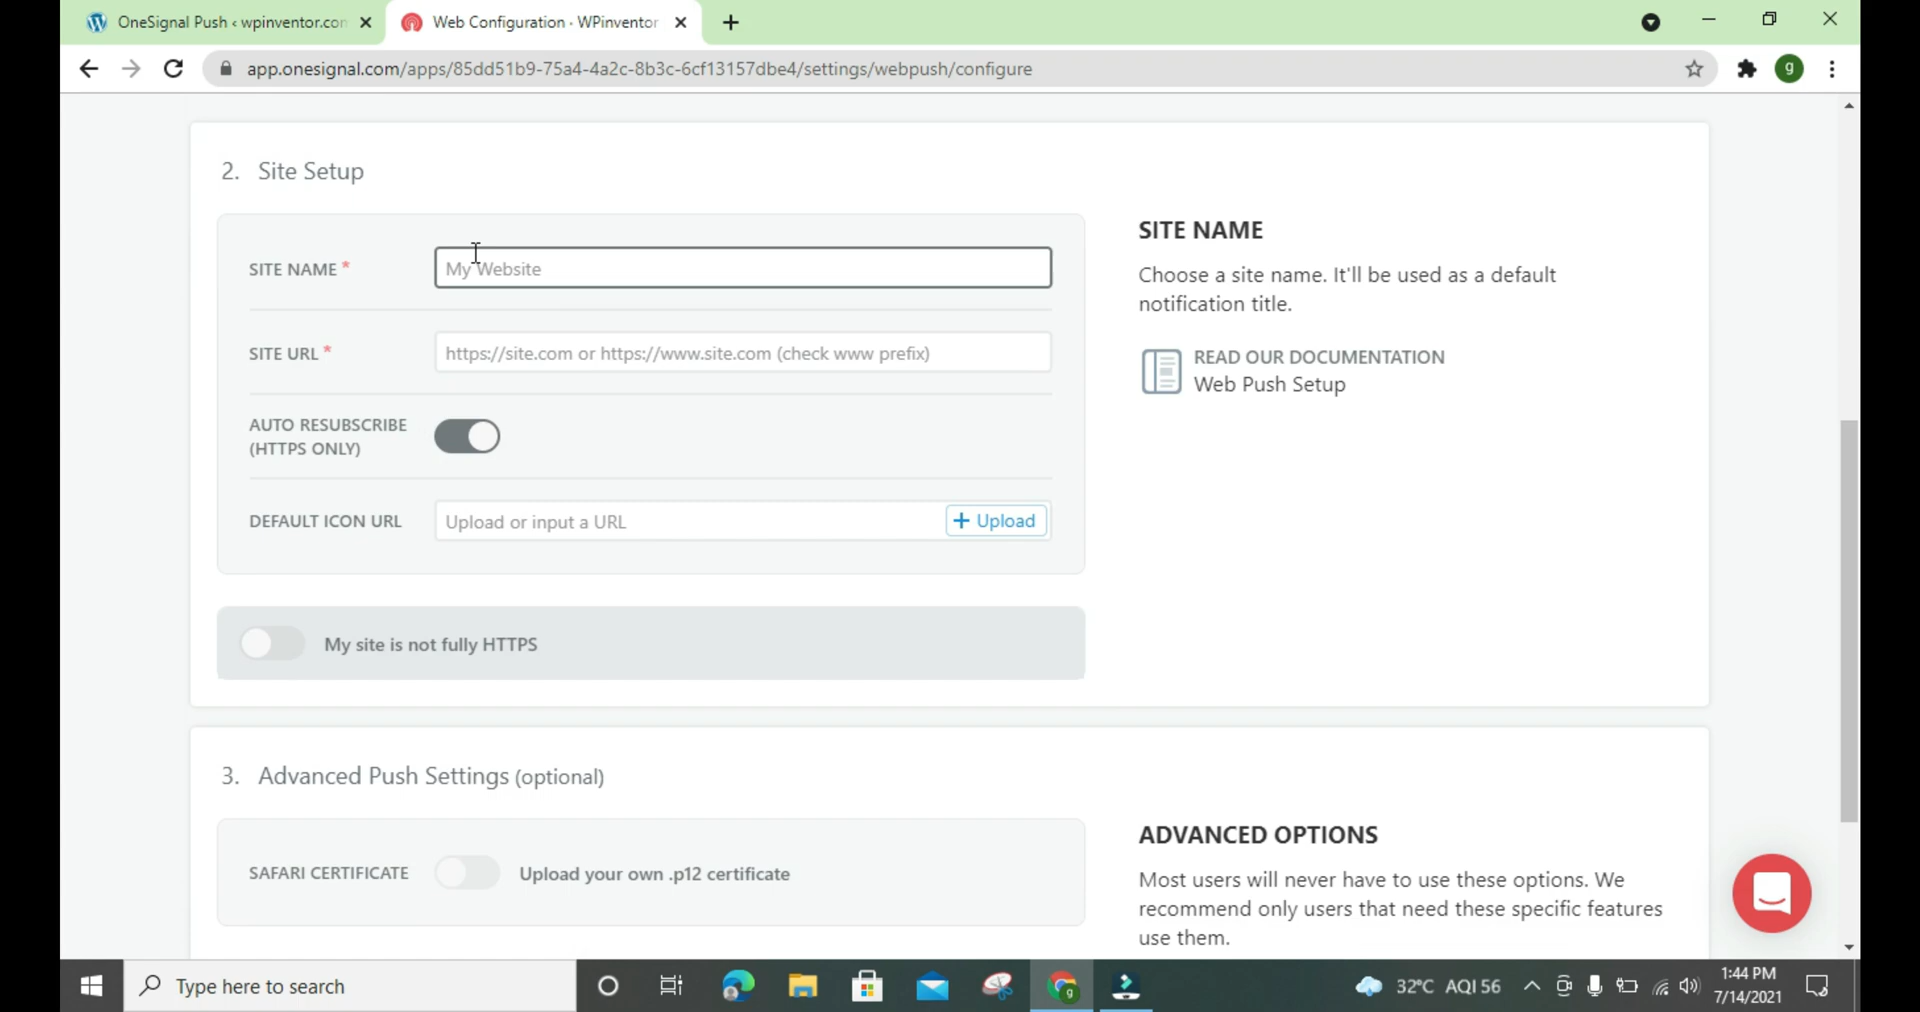 OneSignal Push ‹ wpinventor.con
Web Configuration · WPinventor
app.onesignal.com/apps/85dd51b9-75a4-4a2c-8b3c-6cf13157dbe4/settings/webpush/configure
g
2. Site Setup
SITE NAME *
My Website
SITE URL *
https://site.com or https://www.site.com (check www prefix)
AUTO RESUBSCRIBE
(HTTPS ONLY)
DEFAULT ICON URL
Upload or input a URL
+ Upload
My site is not fully HTTPS
SITE NAME
Choose a site name. It'll be used as a default
notification title.
READ OUR DOCUMENTATION
Web Push Setup
3. Advanced Push Settings (optional)
SAFARI CERTIFICATE
Upload your own .p12 certificate
ADVANCED OPTIONS
Most users will never have to use these options. We
recommend only users that need these specific features
use them.
Type here to search
g
32°C AQI 56
1:44 PM
7/14/2021